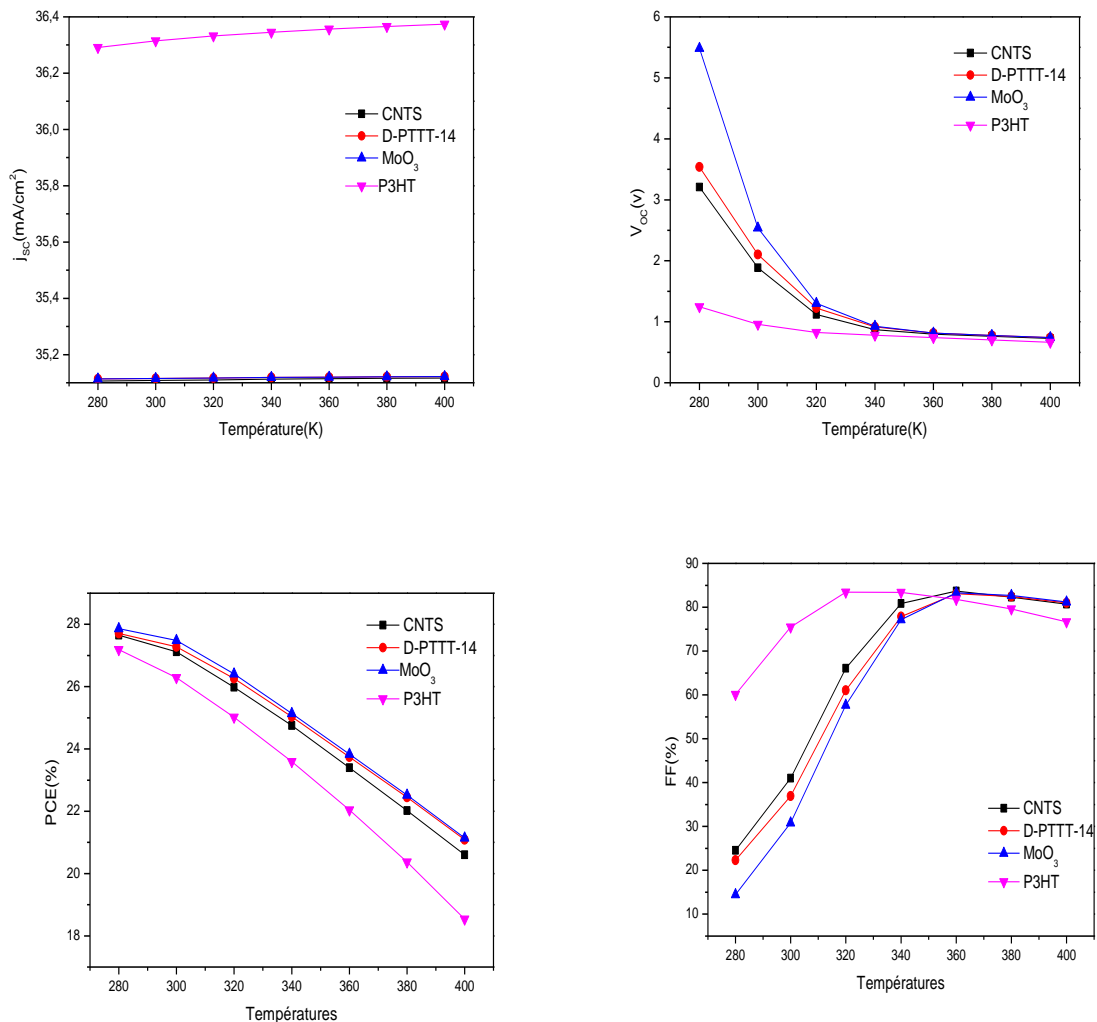 36,4
36,2
36,0
35,8
35,6
35,4
35,2
j_SC(mA/cm²)
280 300 320 340 360 380 400
Température(K)
CNTS
D-PTTT-14
MoO₃
P3HT
6
5
4
3
2
1
0
V_OC(v)
280 300 320 340 360 380 400
Température(K)
CNTS
D-PTTT-14
MoO₃
P3HT
28
26
24
22
20
18
PCE(%)
280 300 320 340 360 380 400
Températures
CNTS
D-PTTT-14
MoO₃
P3HT
90
80
70
60
50
40
30
20
10
FF(%)
280 300 320 340 360 380 400
Températures
CNTS
D-PTTT-14
MoO₃
P3HT